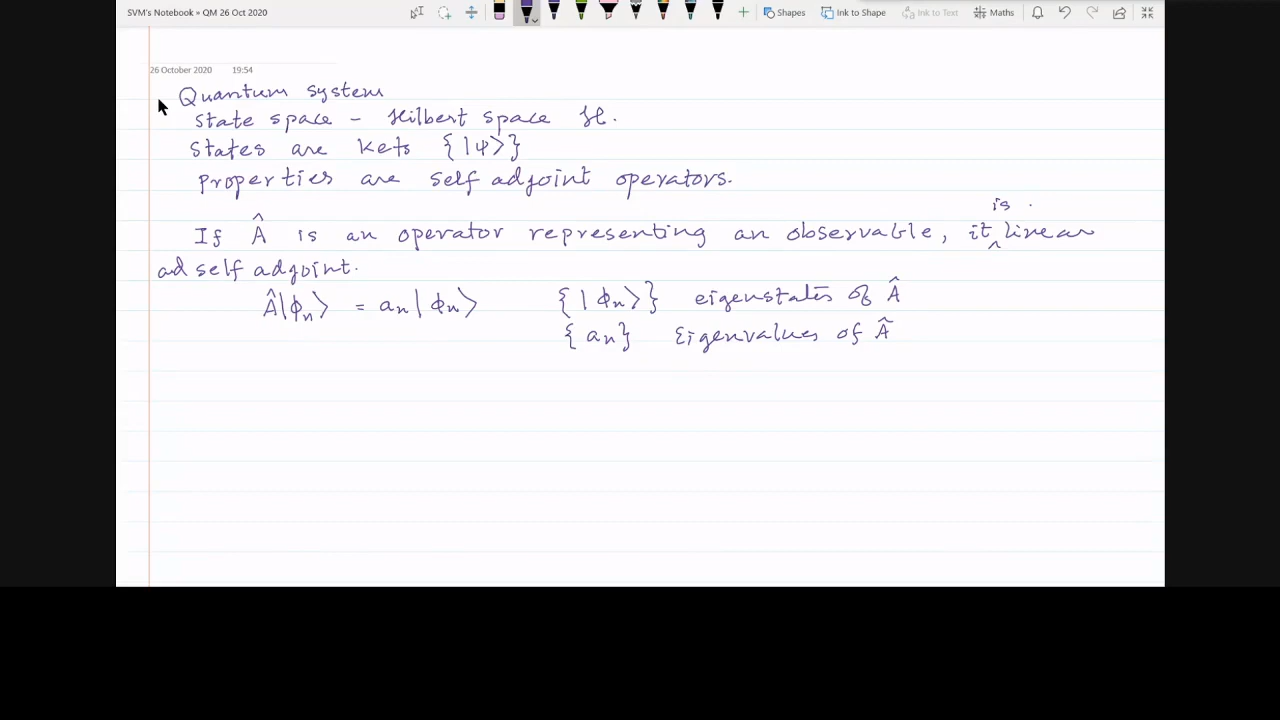 SVM's Notebook » QM 26 Oct 2020
Shapes Ink to Shape Ink to Text Maths
26 October 2020 19:54
Quantum system
State space - Hilbert space ℋ.
States are kets {|ψ⟩}
Properties are self adjoint operators.
is .
If Â is an operator representing an observable, it ^ linear
ad self adjoint.
Â|ϕn⟩ = an|ϕn⟩ {|ϕn⟩} eigenstates of Â
{an} Eigenvalues of Â